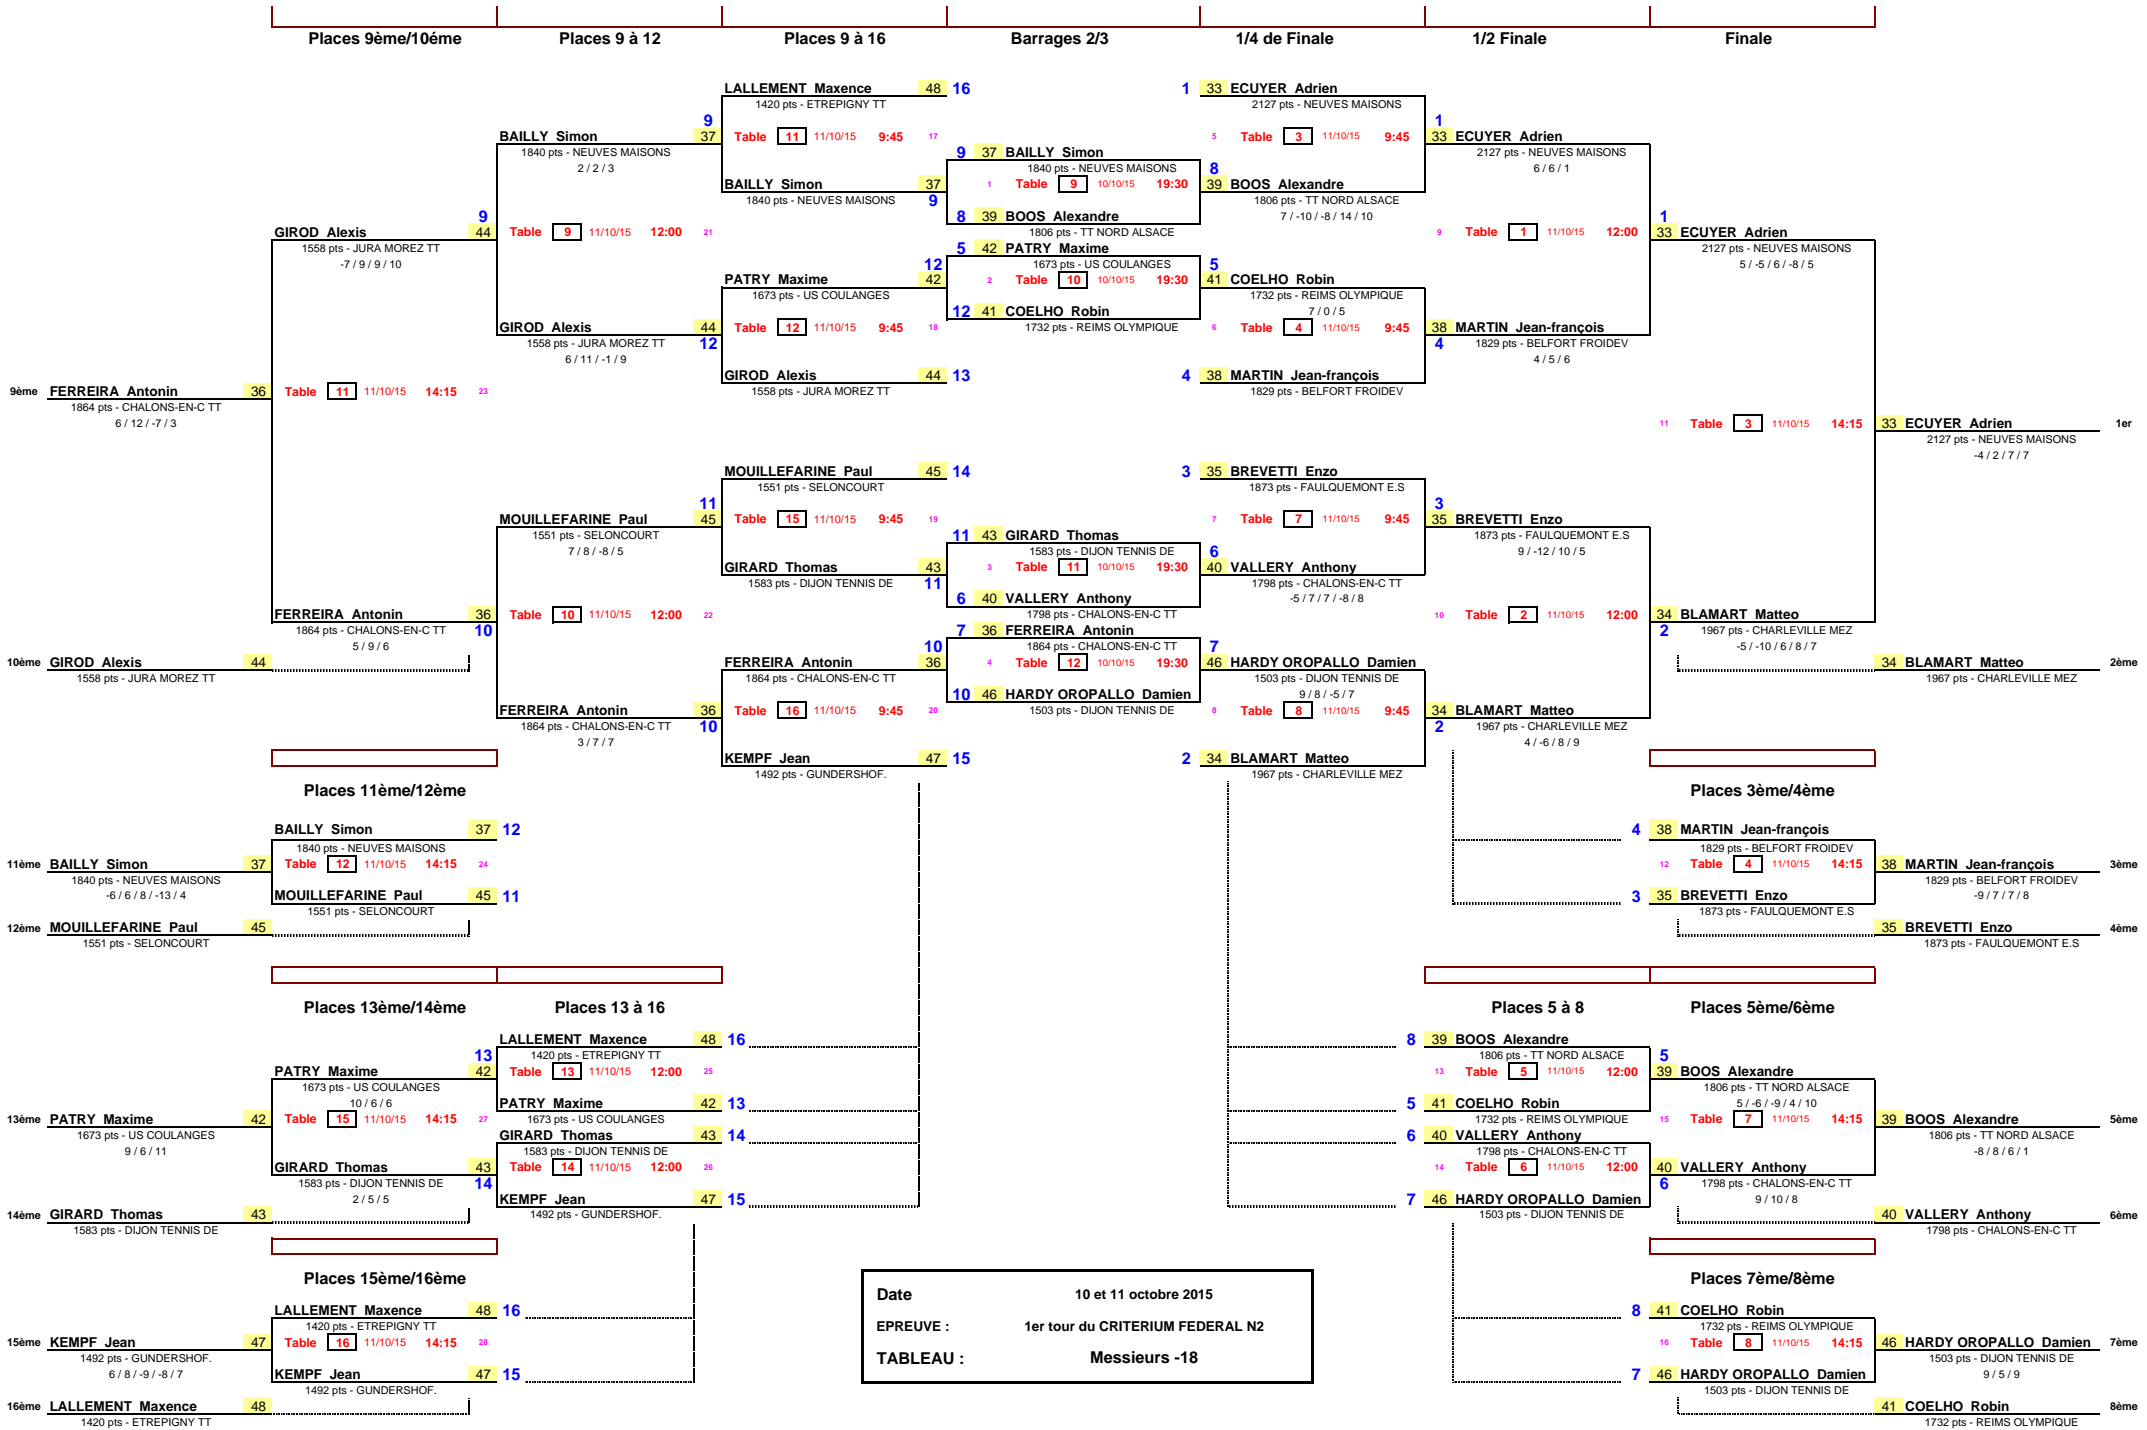 Places 9ème/10éme
Places 9 à 12
Places 9 à 16
Barrages 2/3
1/4 de Finale
1/2 Finale
Finale
LALLEMENT Maxence 48 16
1420 pts - ETREPIGNY TT
1 33 ECUYER Adrien
2127 pts - NEUVES MAISONS
9
BAILLY Simon 37
1840 pts - NEUVES MAISONS
2 / 2 / 3
Table 11 11/10/15 9:45 17
5 Table 3 11/10/15 9:45
1
33 ECUYER Adrien
2127 pts - NEUVES MAISONS
6 / 6 / 1
9 37 BAILLY Simon
1840 pts - NEUVES MAISONS
BAILLY Simon 37
1840 pts - NEUVES MAISONS
9
1 Table 9 10/10/15 19:30
8
39 BOOS Alexandre
1806 pts - TT NORD ALSACE
7 / -10 / -8 / 14 / 10
8 39 BOOS Alexandre
1806 pts - TT NORD ALSACE
9
GIROD Alexis 44
1558 pts - JURA MOREZ TT
-7 / 9 / 9 / 10
Table 9 11/10/15 12:00 21
9 Table 1 11/10/15 12:00
1
33 ECUYER Adrien
2127 pts - NEUVES MAISONS
5 / -5 / 6 / -8 / 5
5 42 PATRY Maxime
1673 pts - US COULANGES
12
PATRY Maxime 42
1673 pts - US COULANGES
2 Table 10 10/10/15 19:30
5
41 COELHO Robin
1732 pts - REIMS OLYMPIQUE
7 / 0 / 5
12 41 COELHO Robin
1732 pts - REIMS OLYMPIQUE
GIROD Alexis 44
1558 pts - JURA MOREZ TT
12
6 / 11 / -1 / 9
Table 12 11/10/15 9:45 18
6 Table 4 11/10/15 9:45
38 MARTIN Jean-françois
4
1829 pts - BELFORT FROIDEV
4 / 5 / 6
GIROD Alexis 44 13
1558 pts - JURA MOREZ TT
4 38 MARTIN Jean-françois
1829 pts - BELFORT FROIDEV
9ème FERREIRA Antonin 36
1864 pts - CHALONS-EN-C TT
6 / 12 / -7 / 3
Table 11 11/10/15 14:15 23
11 Table 3 11/10/15 14:15
33 ECUYER Adrien 1er
2127 pts - NEUVES MAISONS
-4 / 2 / 7 / 7
MOUILLEFARINE Paul 45 14
1551 pts - SELONCOURT
3 35 BREVETTI Enzo
1873 pts - FAULQUEMONT E.S
11
MOUILLEFARINE Paul 45
1551 pts - SELONCOURT
7 / 8 / -8 / 5
Table 15 11/10/15 9:45 19
7 Table 7 11/10/15 9:45
3
35 BREVETTI Enzo
1873 pts - FAULQUEMONT E.S
9 / -12 / 10 / 5
11 43 GIRARD Thomas
1583 pts - DIJON TENNIS DE
GIRARD Thomas 43
1583 pts - DIJON TENNIS DE
11
3 Table 11 10/10/15 19:30
6
40 VALLERY Anthony
1798 pts - CHALONS-EN-C TT
-5 / 7 / 7 / -8 / 8
6 40 VALLERY Anthony
1798 pts - CHALONS-EN-C TT
FERREIRA Antonin 36
1864 pts - CHALONS-EN-C TT
10
5 / 9 / 6
Table 10 11/10/15 12:00 22
10 Table 2 11/10/15 12:00
34 BLAMART Matteo
2
1967 pts - CHARLEVILLE MEZ
-5 / -10 / 6 / 8 / 7
7 36 FERREIRA Antonin
1864 pts - CHALONS-EN-C TT
10
FERREIRA Antonin 36
1864 pts - CHALONS-EN-C TT
4 Table 12 10/10/15 19:30
7
46 HARDY OROPALLO Damien
1503 pts - DIJON TENNIS DE
9 / 8 / -5 / 7
10ème GIROD Alexis 44
1558 pts - JURA MOREZ TT
34 BLAMART Matteo 2ème
1967 pts - CHARLEVILLE MEZ
10 46 HARDY OROPALLO Damien
1503 pts - DIJON TENNIS DE
FERREIRA Antonin 36
1864 pts - CHALONS-EN-C TT
10
3 / 7 / 7
Table 16 11/10/15 9:45 20
8 Table 8 11/10/15 9:45
34 BLAMART Matteo
2
1967 pts - CHARLEVILLE MEZ
4 / -6 / 8 / 9
KEMPF Jean 47 15
1492 pts - GUNDERSHOF.
2 34 BLAMART Matteo
1967 pts - CHARLEVILLE MEZ
Places 11ème/12ème
Places 3ème/4ème
BAILLY Simon 37 12
1840 pts - NEUVES MAISONS
4 38 MARTIN Jean-françois
1829 pts - BELFORT FROIDEV
11ème BAILLY Simon 37
1840 pts - NEUVES MAISONS
-6 / 6 / 8 / -13 / 4
Table 12 11/10/15 14:15 24
12 Table 4 11/10/15 14:15
38 MARTIN Jean-françois 3ème
1829 pts - BELFORT FROIDEV
-9 / 7 / 7 / 8
MOUILLEFARINE Paul 45 11
1551 pts - SELONCOURT
3 35 BREVETTI Enzo
1873 pts - FAULQUEMONT E.S
12ème MOUILLEFARINE Paul 45
1551 pts - SELONCOURT
35 BREVETTI Enzo 4ème
1873 pts - FAULQUEMONT E.S
Places 13ème/14ème
Places 13 à 16
Places 5 à 8
Places 5ème/6ème
LALLEMENT Maxence 48 16
1420 pts - ETREPIGNY TT
8 39 BOOS Alexandre
1806 pts - TT NORD ALSACE
13
PATRY Maxime 42
1673 pts - US COULANGES
10 / 6 / 6
Table 13 11/10/15 12:00 25
13 Table 5 11/10/15 12:00
5
39 BOOS Alexandre
1806 pts - TT NORD ALSACE
5 / -6 / -9 / 4 / 10
PATRY Maxime 42 13
1673 pts - US COULANGES
5 41 COELHO Robin
1732 pts - REIMS OLYMPIQUE
13ème PATRY Maxime 42
1673 pts - US COULANGES
9 / 6 / 11
Table 15 11/10/15 14:15 27
15 Table 7 11/10/15 14:15
39 BOOS Alexandre 5ème
1806 pts - TT NORD ALSACE
-8 / 8 / 6 / 1
GIRARD Thomas 43 14
1583 pts - DIJON TENNIS DE
6 40 VALLERY Anthony
1798 pts - CHALONS-EN-C TT
GIRARD Thomas 43
1583 pts - DIJON TENNIS DE
14
2 / 5 / 5
Table 14 11/10/15 12:00 26
14 Table 6 11/10/15 12:00
40 VALLERY Anthony
6
1798 pts - CHALONS-EN-C TT
9 / 10 / 8
KEMPF Jean 47 15
1492 pts - GUNDERSHOF.
7 46 HARDY OROPALLO Damien
1503 pts - DIJON TENNIS DE
14ème GIRARD Thomas 43
1583 pts - DIJON TENNIS DE
40 VALLERY Anthony 6ème
1798 pts - CHALONS-EN-C TT
Places 15ème/16ème
Places 7ème/8ème
LALLEMENT Maxence 48 16
1420 pts - ETREPIGNY TT
8 41 COELHO Robin
1732 pts - REIMS OLYMPIQUE
15ème KEMPF Jean 47
1492 pts - GUNDERSHOF.
6 / 8 / -9 / -8 / 7
Table 16 11/10/15 14:15 28
16 Table 8 11/10/15 14:15
46 HARDY OROPALLO Damien 7ème
1503 pts - DIJON TENNIS DE
9 / 5 / 9
KEMPF Jean 47 15
1492 pts - GUNDERSHOF.
7 46 HARDY OROPALLO Damien
1503 pts - DIJON TENNIS DE
16ème LALLEMENT Maxence 48
1420 pts - ETREPIGNY TT
41 COELHO Robin 8ème
1732 pts - REIMS OLYMPIQUE
Date 10 et 11 octobre 2015
EPREUVE : 1er tour du CRITERIUM FEDERAL N2
TABLEAU : Messieurs -18